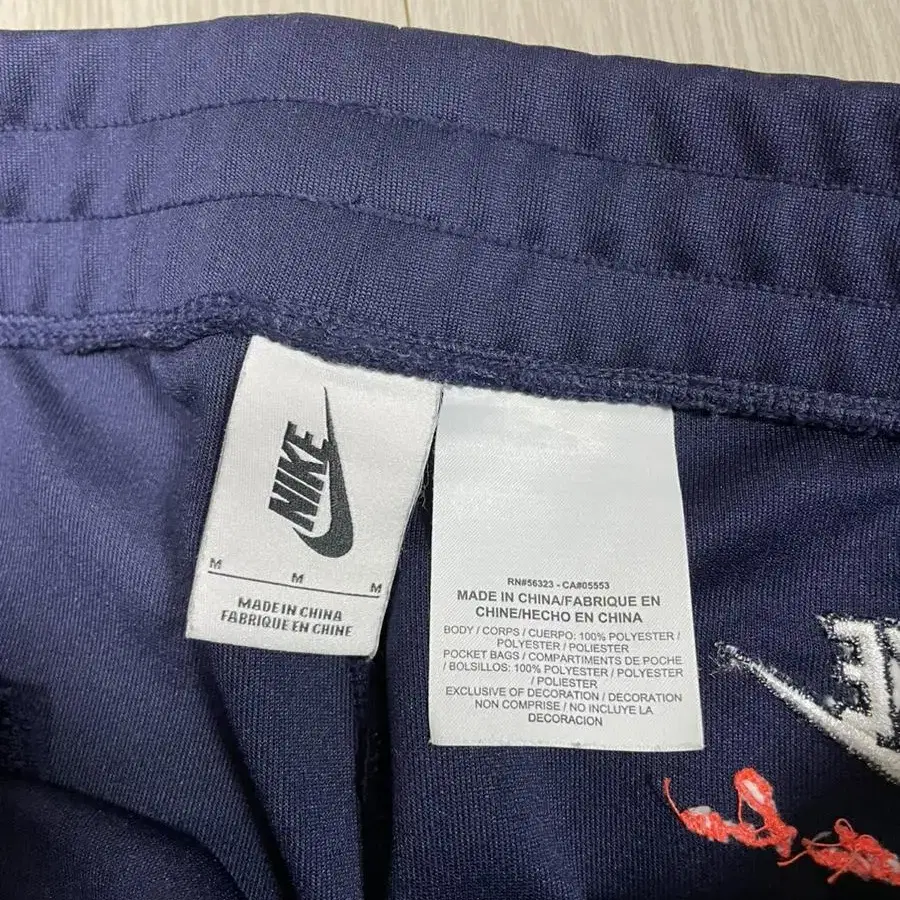 NIKE
M M M
MADE IN CHINA
FABRIQUE EN CHINE
RN#56323 - CA#05553
MADE IN CHINA/FABRIQUE EN
CHINE/HECHO EN CHINA
BODY / CORPS / CUERPO: 100% POLYESTER /
POLYESTER / POLIESTER
POCKET BAGS / COMPARTIMENTS DE POCHE
/ BOLSILLOS: 100% POLYESTER / POLYESTER
/ POLIESTER
EXCLUSIVE OF DECORATION / DECORATION
NON COMPRISE / NO INCLUYE LA
DECORACION